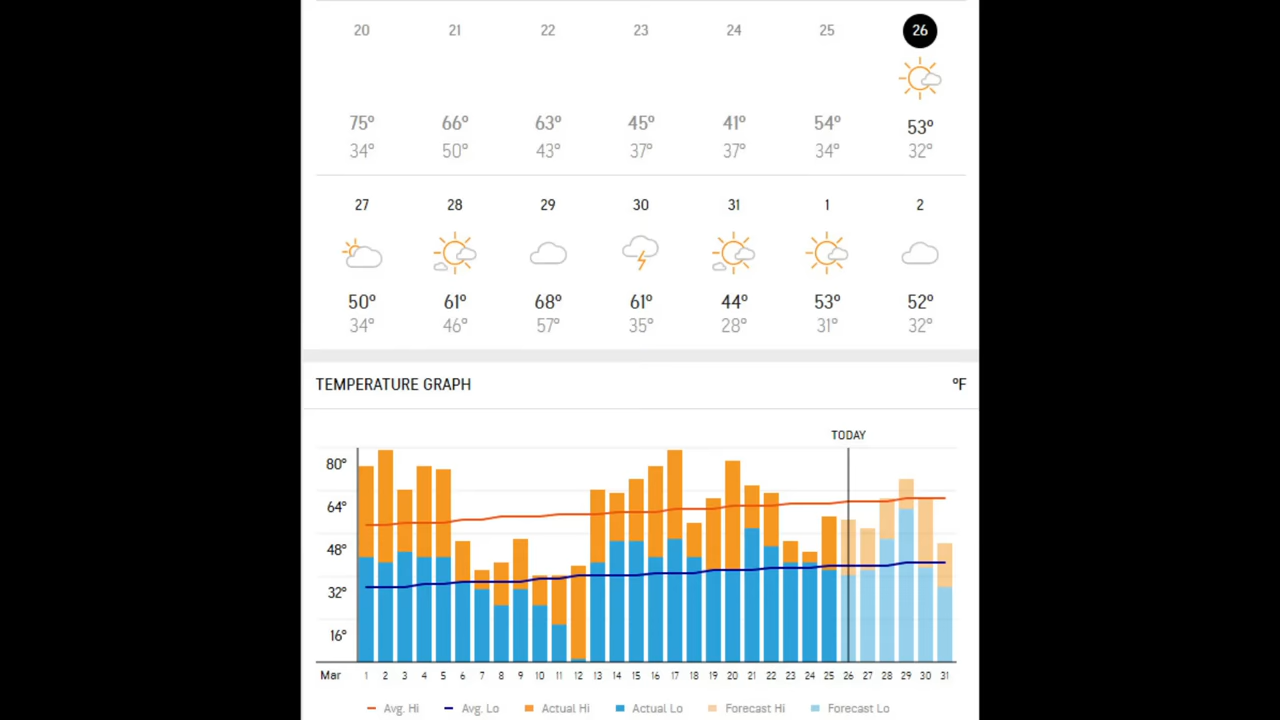 20 21 22 23 24 25 26
75° 66° 63° 45° 41° 54° 53°
34° 50° 43° 37° 37° 34° 32°
27 28 29 30 31 1 2
50° 61° 68° 61° 44° 53° 52°
34° 46° 57° 35° 28° 31° 32°
TEMPERATURE GRAPH °F
TODAY
80°
64°
48°
32°
16°
Mar 1 2 3 4 5 6 7 8 9 10 11 12 13 14 15 16 17 18 19 20 21 22 23 24 25 26 27 28 29 30 31
Avg. Hi Avg. Lo Actual Hi Actual Lo Forecast Hi Forecast Lo